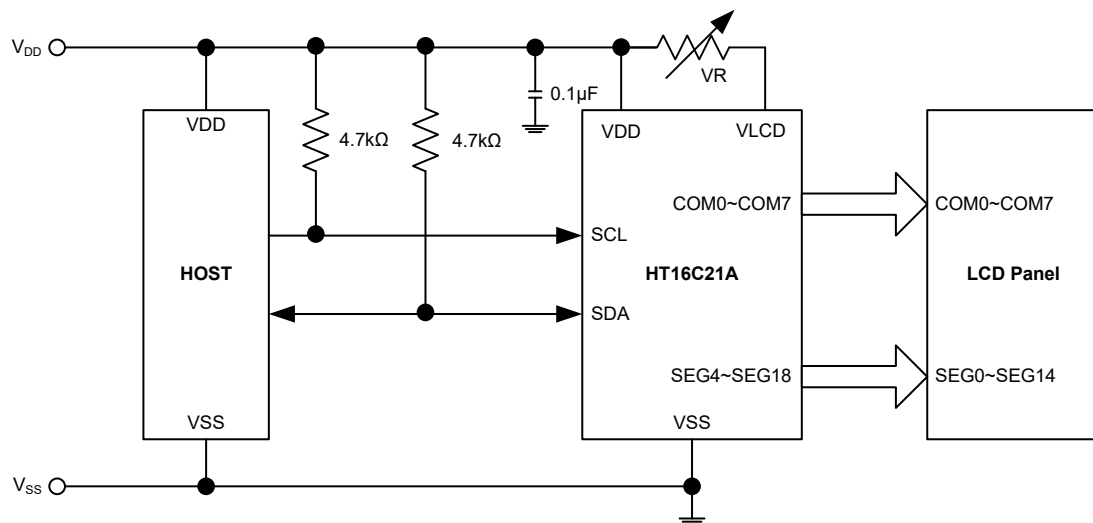 VDD
VR
0.1µF
VDD
4.7kΩ
4.7kΩ
VDD
VLCD
COM0~COM7
COM0~COM7
SCL
HOST
HT16C21A
LCD Panel
SDA
SEG4~SEG18
SEG0~SEG14
VSS
VSS
VSS